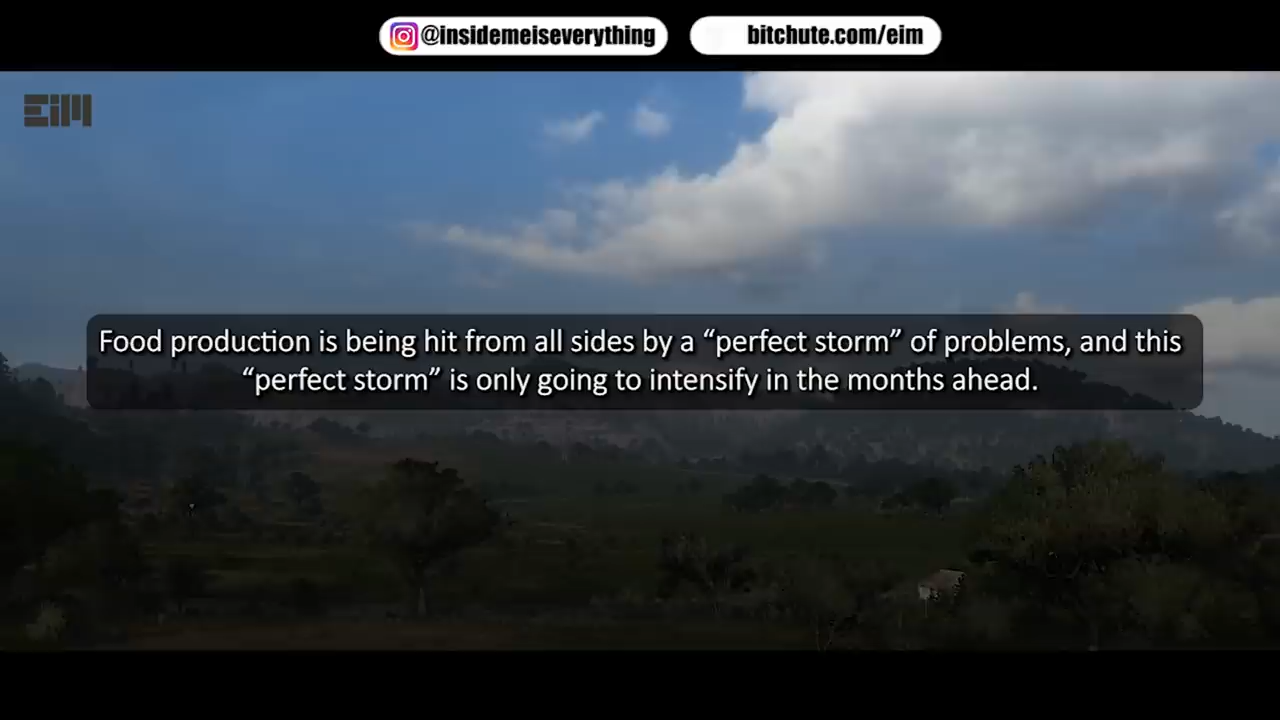 @insidemeiseverything
bitchute.com/eim
EiM
Food production is being hit from all sides by a “perfect storm” of problems, and this
“perfect storm” is only going to intensify in the months ahead.